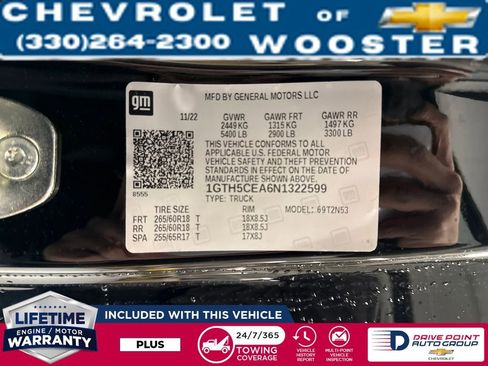 CHEVROLET OF
WOOSTER
(330)264-2300
gm
MFD BY GENERAL MOTORS LLC
11/22 GVWR GAWR FRT GAWR RR
2449 KG 1315 KG 1497 KG
5400 LB 2900 LB 3300 LB
THIS VEHICLE CONFORMS TO ALL
APPLICABLE U.S. FEDERAL MOTOR
VEHICLE SAFETY AND THEFT PREVENTION
STANDARDS IN EFFECT ON THE DATE OF
MANUFACTURE SHOWN ABOVE.
1GTH5CEA6N1322599
8555 TYPE: TRUCK
TIRE SIZE RIM MODEL: 69T2N53
FRT 265/60R18 T 18X8.5J
RR 265/60R18 T 18X8.5J
SPA 255/65R17 T 17X8J
LIFETIME
ENGINE / MOTOR
WARRANTY
INCLUDED WITH THIS VEHICLE
PLUS
24/7/365
TOWING
COVERAGE
VEHICLE
HISTORY
REPORT
MULTI-POINT
VEHICLE
INSPECTION
DRIVE POINT
AUTO GROUP
CHEVROLET